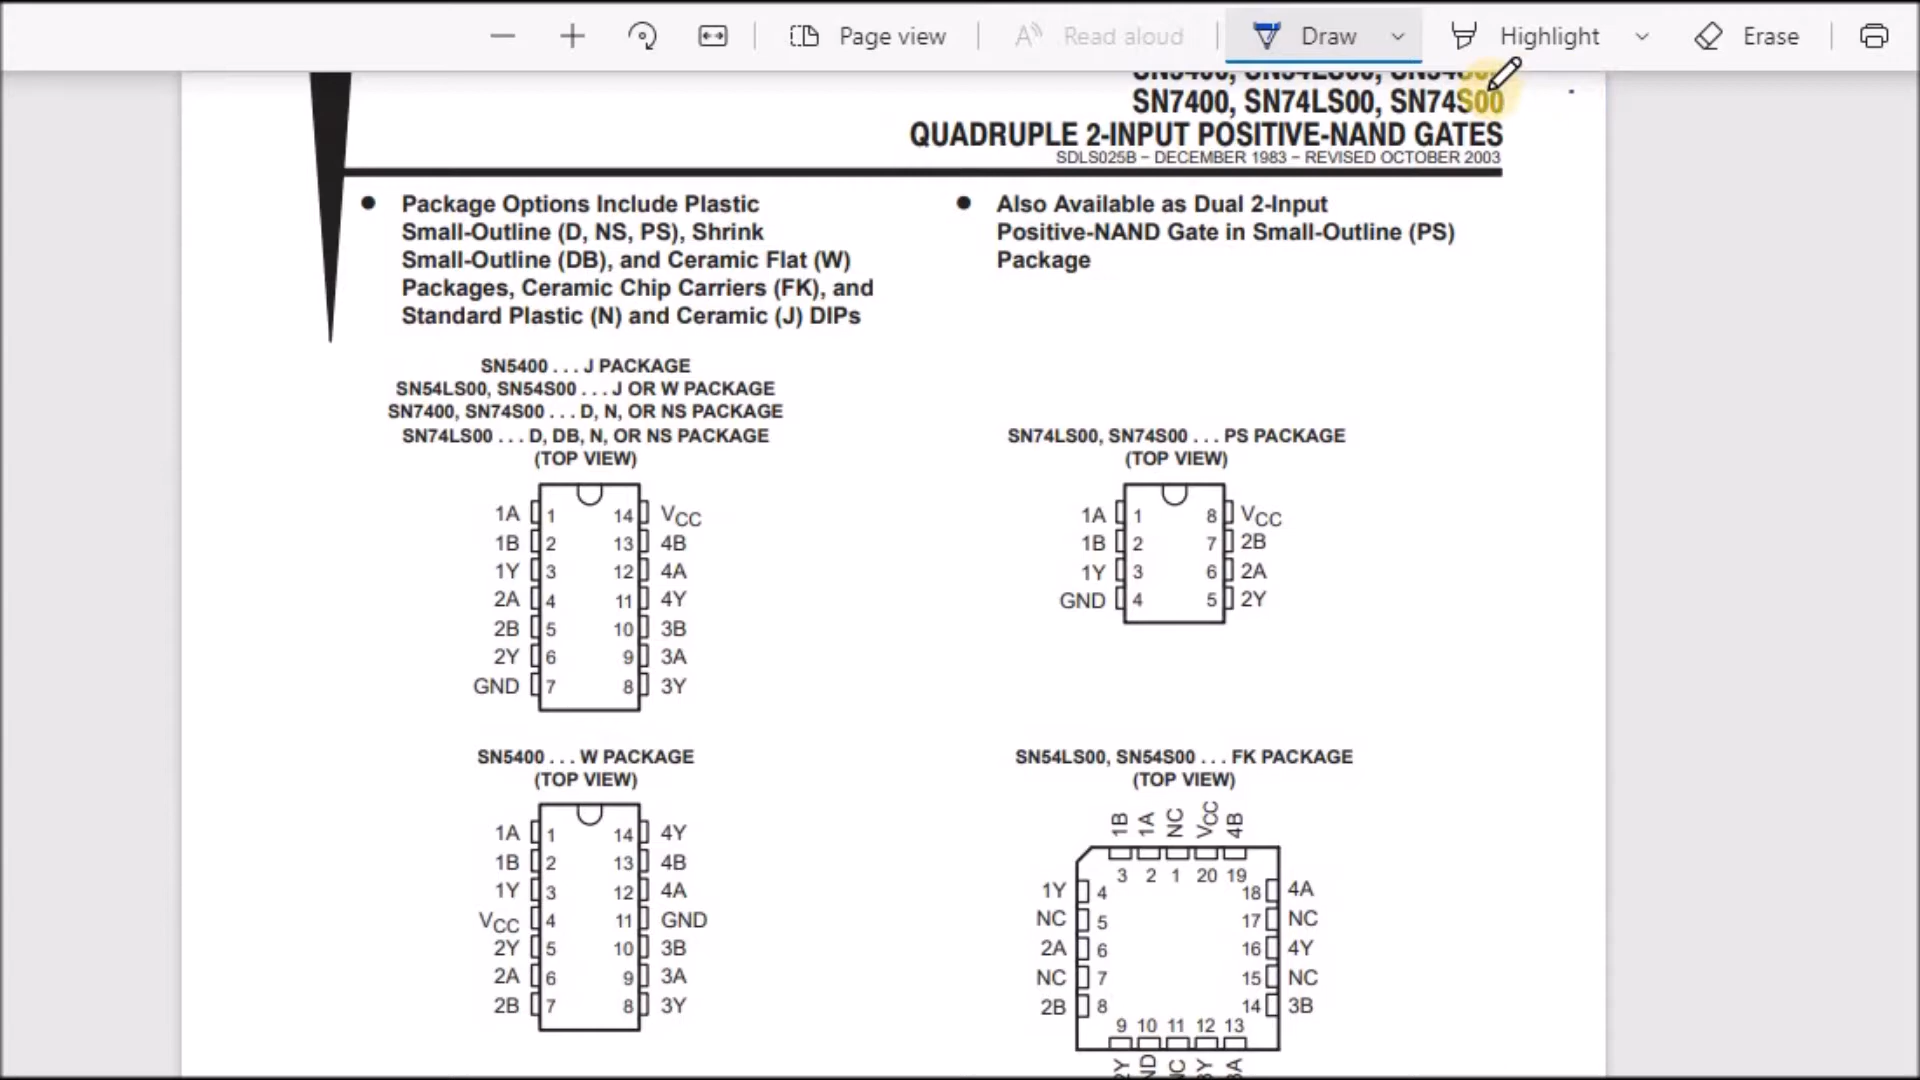 Page view
Read aloud
Draw
Highlight
Erase
SN7400, SN74LS00, SN74S00
QUADRUPLE 2-INPUT POSITIVE-NAND GATES
SDLS025B − DECEMBER 1983 − REVISED OCTOBER 2003
● Package Options Include Plastic
Small-Outline (D, NS, PS), Shrink
Small-Outline (DB), and Ceramic Flat (W)
Packages, Ceramic Chip Carriers (FK), and
Standard Plastic (N) and Ceramic (J) DIPs
● Also Available as Dual 2-Input
Positive-NAND Gate in Small-Outline (PS)
Package
SN5400 . . . J PACKAGE
SN54LS00, SN54S00 . . . J OR W PACKAGE
SN7400, SN74S00 . . . D, N, OR NS PACKAGE
SN74LS00 . . . D, DB, N, OR NS PACKAGE
(TOP VIEW)
1A 1 14 VCC
1B 2 13 4B
1Y 3 12 4A
2A 4 11 4Y
2B 5 10 3B
2Y 6 9 3A
GND 7 8 3Y
SN74LS00, SN74S00 . . . PS PACKAGE
(TOP VIEW)
1A 1 8 VCC
1B 2 7 2B
1Y 3 6 2A
GND 4 5 2Y
SN5400 . . . W PACKAGE
(TOP VIEW)
1A 1 14 4Y
1B 2 13 4B
1Y 3 12 4A
VCC 4 11 GND
2Y 5 10 3B
2A 6 9 3A
2B 7 8 3Y
SN54LS00, SN54S00 . . . FK PACKAGE
(TOP VIEW)
1B 1A NC VCC 4B
3 2 1 20 19
1Y 4 18 4A
NC 5 17 NC
2A 6 16 4Y
NC 7 15 NC
2B 8 14 3B
9 10 11 12 13